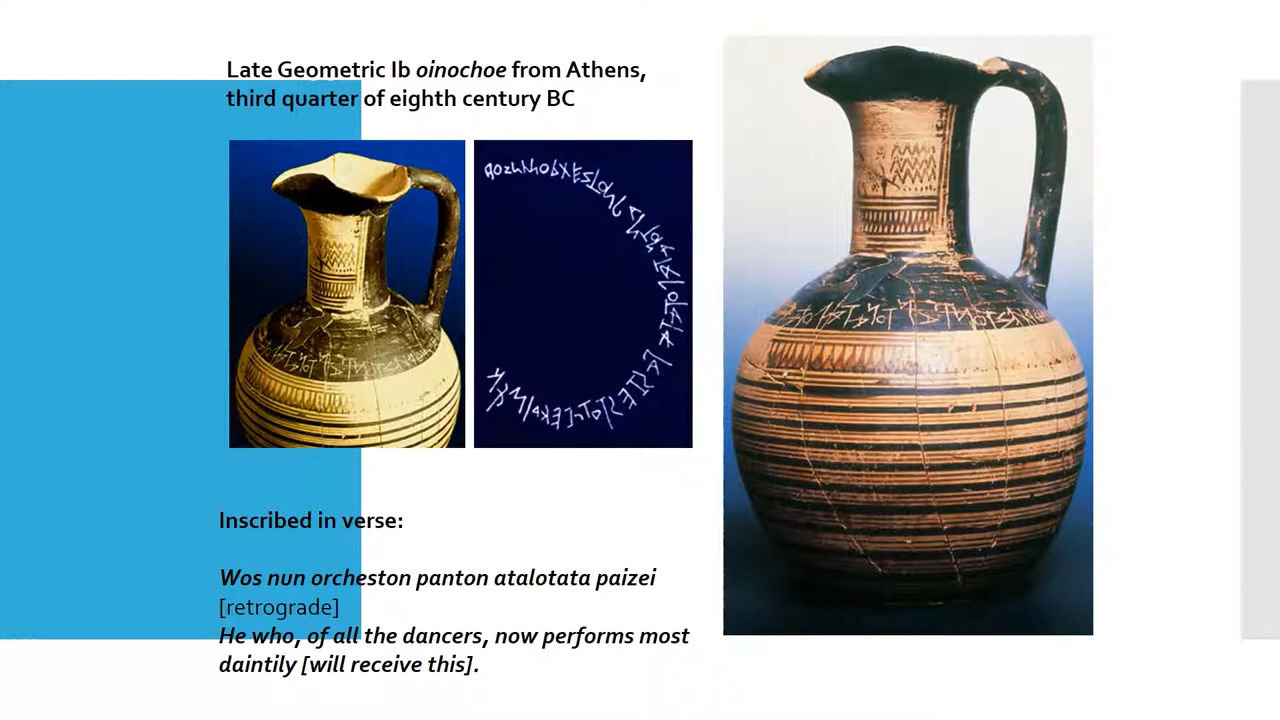 Late Geometric Ib oinochoe from Athens,
third quarter of eighth century BC
Inscribed in verse:
Wos nun orcheston panton atalotata paizei
[retrograde]
He who, of all the dancers, now performs most
daintily [will receive this].